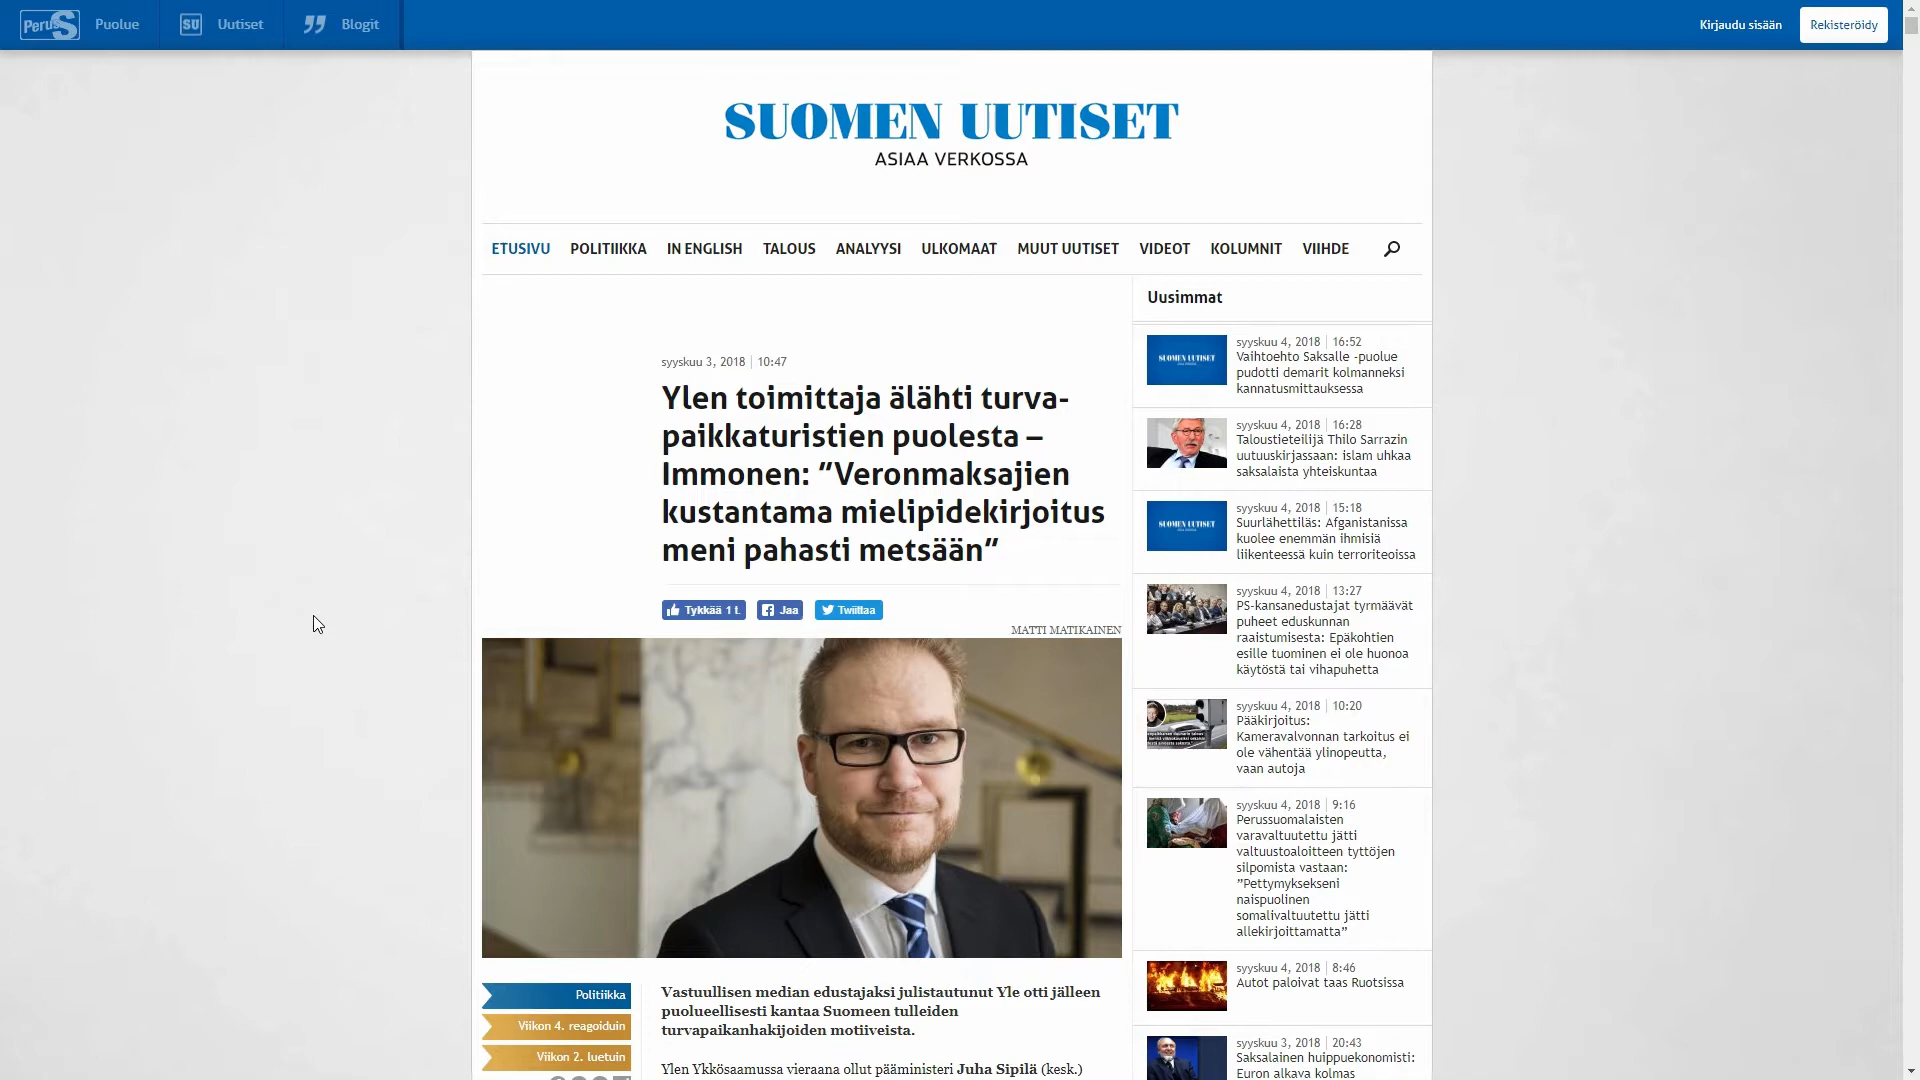 PeruS
Puolue
SU
Uutiset
Blogit
Kirjaudu sisään
Rekisteröidy
SUOMEN UUTISET
ASIAA VERKOSSA
ETUSIVU
POLITIIKKA
IN ENGLISH
TALOUS
ANALYYSI
ULKOMAAT
MUUT UUTISET
VIDEOT
KOLUMNIT
VIIHDE
syyskuu 3, 2018 | 10:47
Ylen toimittaja älähti turva-
paikkaturistien puolesta –
Immonen: ”Veronmaksajien
kustantama mielipidekirjoitus
meni pahasti metsään”
Tykkää 1 t.
Jaa
Twiittaa
MATTI MATIKAINEN
Politiikka
Viikon 4. reagoiduin
Viikon 2. luetuin
Vastuullisen median edustajaksi julistautunut Yle otti jälleen
puolueellisesti kantaa Suomeen tulleiden
turvapaikanhakijoiden motiiveista.
Ylen Ykkösaamussa vieraana ollut pääministeri Juha Sipilä (kesk.)
Uusimmat
SUOMEN UUTISET
syyskuu 4, 2018 | 16:52
Vaihtoehto Saksalle -puolue
pudotti demarit kolmanneksi
kannatusmittauksessa
syyskuu 4, 2018 | 16:28
Taloustieteilijä Thilo Sarrazin
uutuuskirjassaan: islam uhkaa
saksalaista yhteiskuntaa
SUOMEN UUTISET
syyskuu 4, 2018 | 15:18
Suurlähettiläs: Afganistanissa
kuolee enemmän ihmisiä
liikenteessä kuin terroriteoissa
syyskuu 4, 2018 | 13:27
PS-kansanedustajat tyrmäävät
puheet eduskunnan
raaistumisesta: Epäkohtien
esille tuominen ei ole huonoa
käytöstä tai vihapuhetta
syyskuu 4, 2018 | 10:20
Pääkirjoitus:
Kameravalvonnan tarkoitus ei
ole vähentää ylinopeutta,
vaan autoja
syyskuu 4, 2018 | 9:16
Perussuomalaisten
varavaltuutettu jätti
valtuustoaloitteen tyttöjen
silpomista vastaan:
”Pettymyksekseni
naispuolinen
somalivaltuutettu jätti
allekirjoittamatta”
syyskuu 4, 2018 | 8:46
Autot paloivat taas Ruotsissa
syyskuu 3, 2018 | 20:43
Saksalainen huippuekonomisti:
Euron alkava kolmas